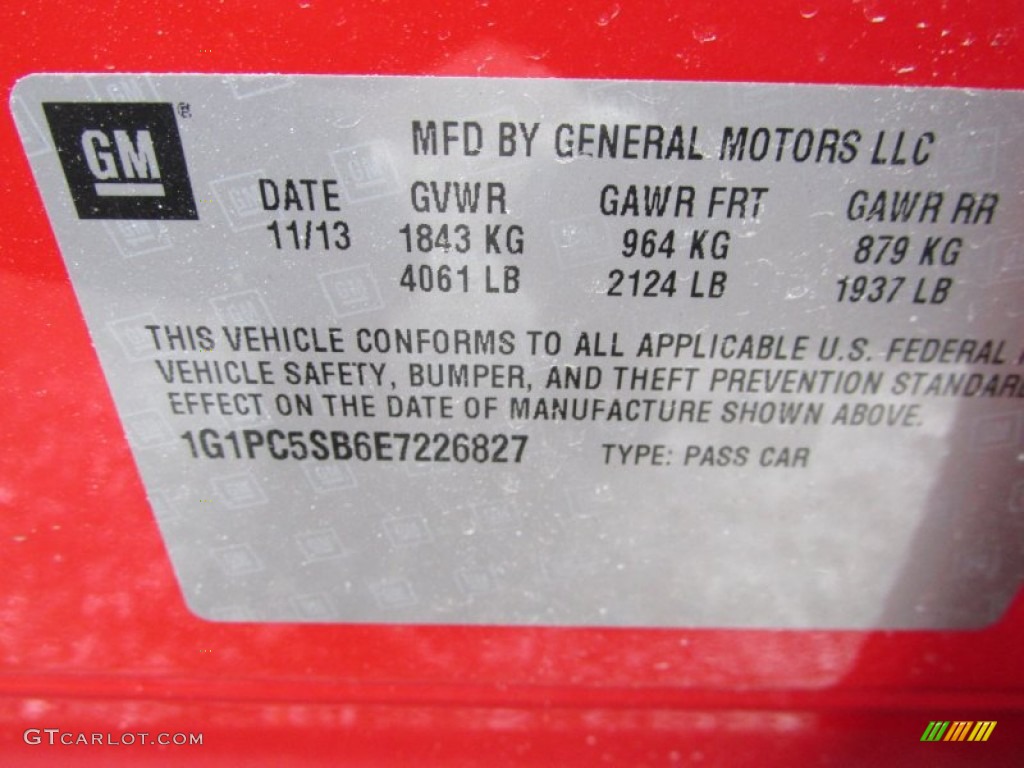 GM ®
MFD BY GENERAL MOTORS LLC
DATE GVWR GAWR FRT GAWR RR
11/13 1843 KG 964 KG 879 KG
4061 LB 2124 LB 1937 LB
THIS VEHICLE CONFORMS TO ALL APPLICABLE U.S. FEDERAL
VEHICLE SAFETY, BUMPER, AND THEFT PREVENTION STANDARD
EFFECT ON THE DATE OF MANUFACTURE SHOWN ABOVE.
1G1PC5SB6E7226827 TYPE: PASS CAR
GTCARLOT.COM